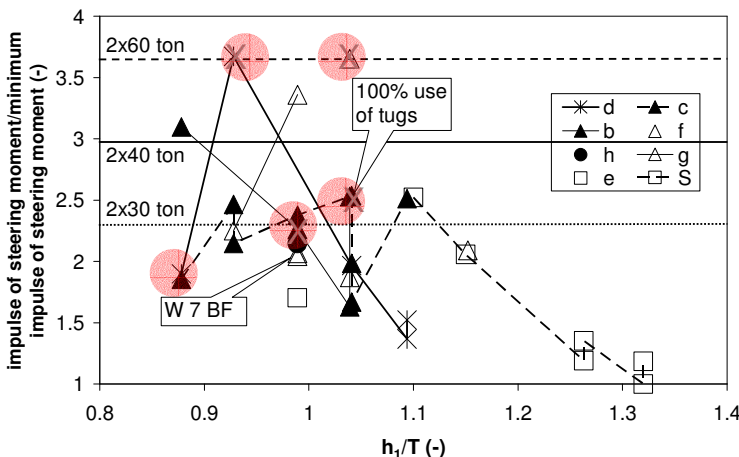 impulse of steering moment/minimum
impulse of steering moment (-)
4
3.5
3
2.5
2
1.5
1
2x60 ton
2x40 ton
2x30 ton
100% use
of tugs
W 7 BF
d
c
b
f
h
g
e
S
0.8
0.9
1
1.1
1.2
1.3
1.4
h₁/T (-)